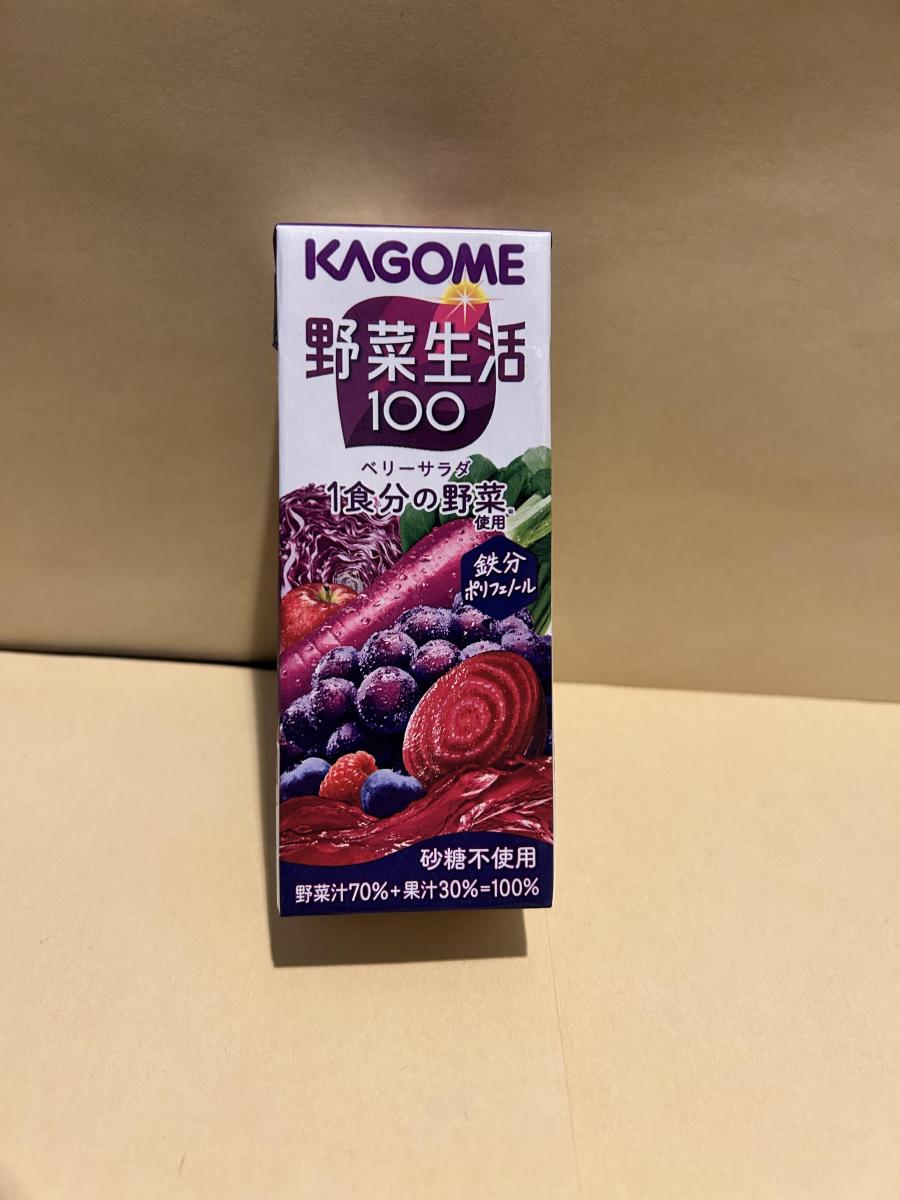 KAGOME
野菜生活
100
ベリーサラダ
1食分の野菜※
使用
鉄分
ポリフェノール
砂糖不使用
野菜汁70%+果汁30%=100%